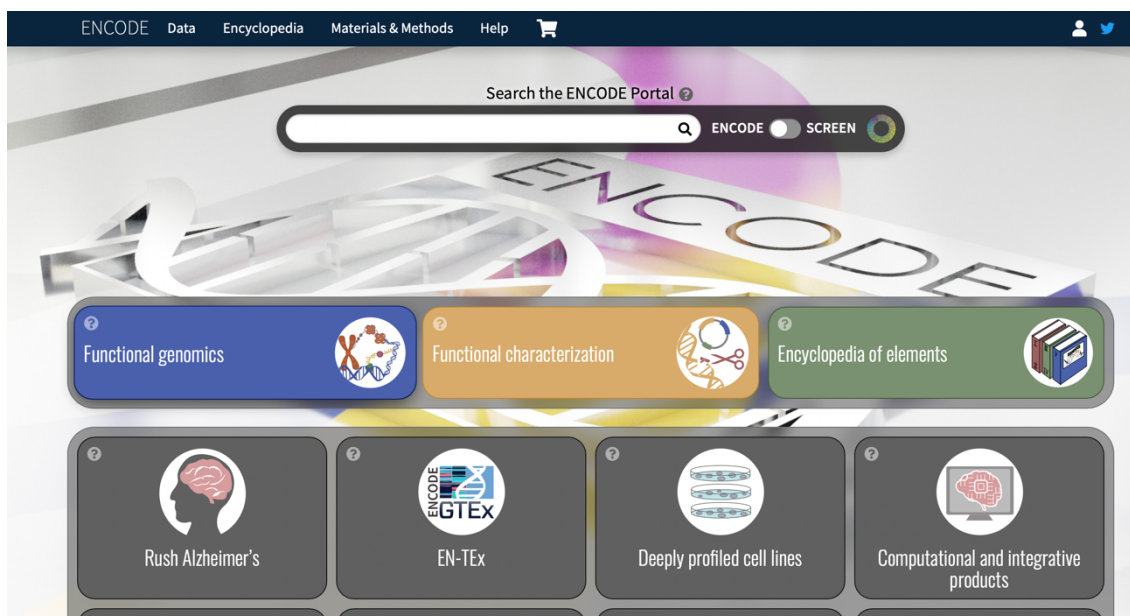 ENCODE Data Encyclopedia Materials & Methods Help
Search the ENCODE Portal ?
ENCODE SCREEN
ENCODE
? Functional genomics
? Functional characterization
? Encyclopedia of elements
?
Rush Alzheimer's
?
ENCODE
GTEx
EN-TEx
?
Deeply profiled cell lines
?
Computational and integrative
products